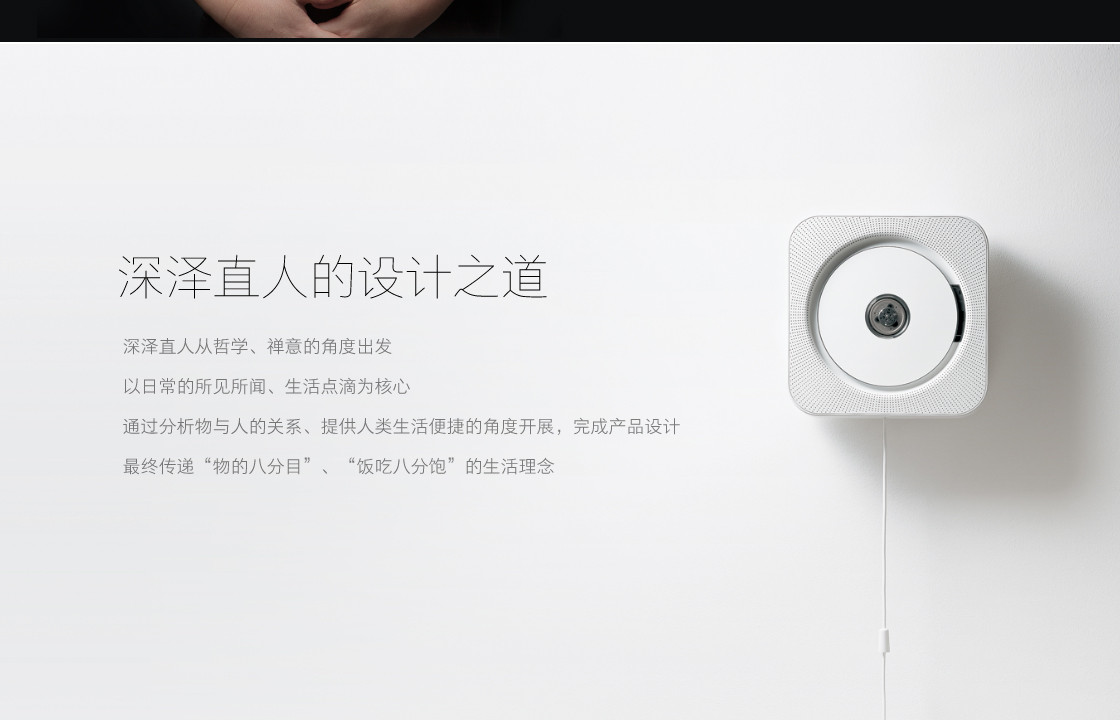 深泽直人的设计之道
深泽直人从哲学、禅意的角度出发
以日常的所见所闻、生活点滴为核心
通过分析物与人的关系、提供人类生活便捷的角度开展，完成产品设计
最终传递“物的八分目”、“饭吃八分饱”的生活理念